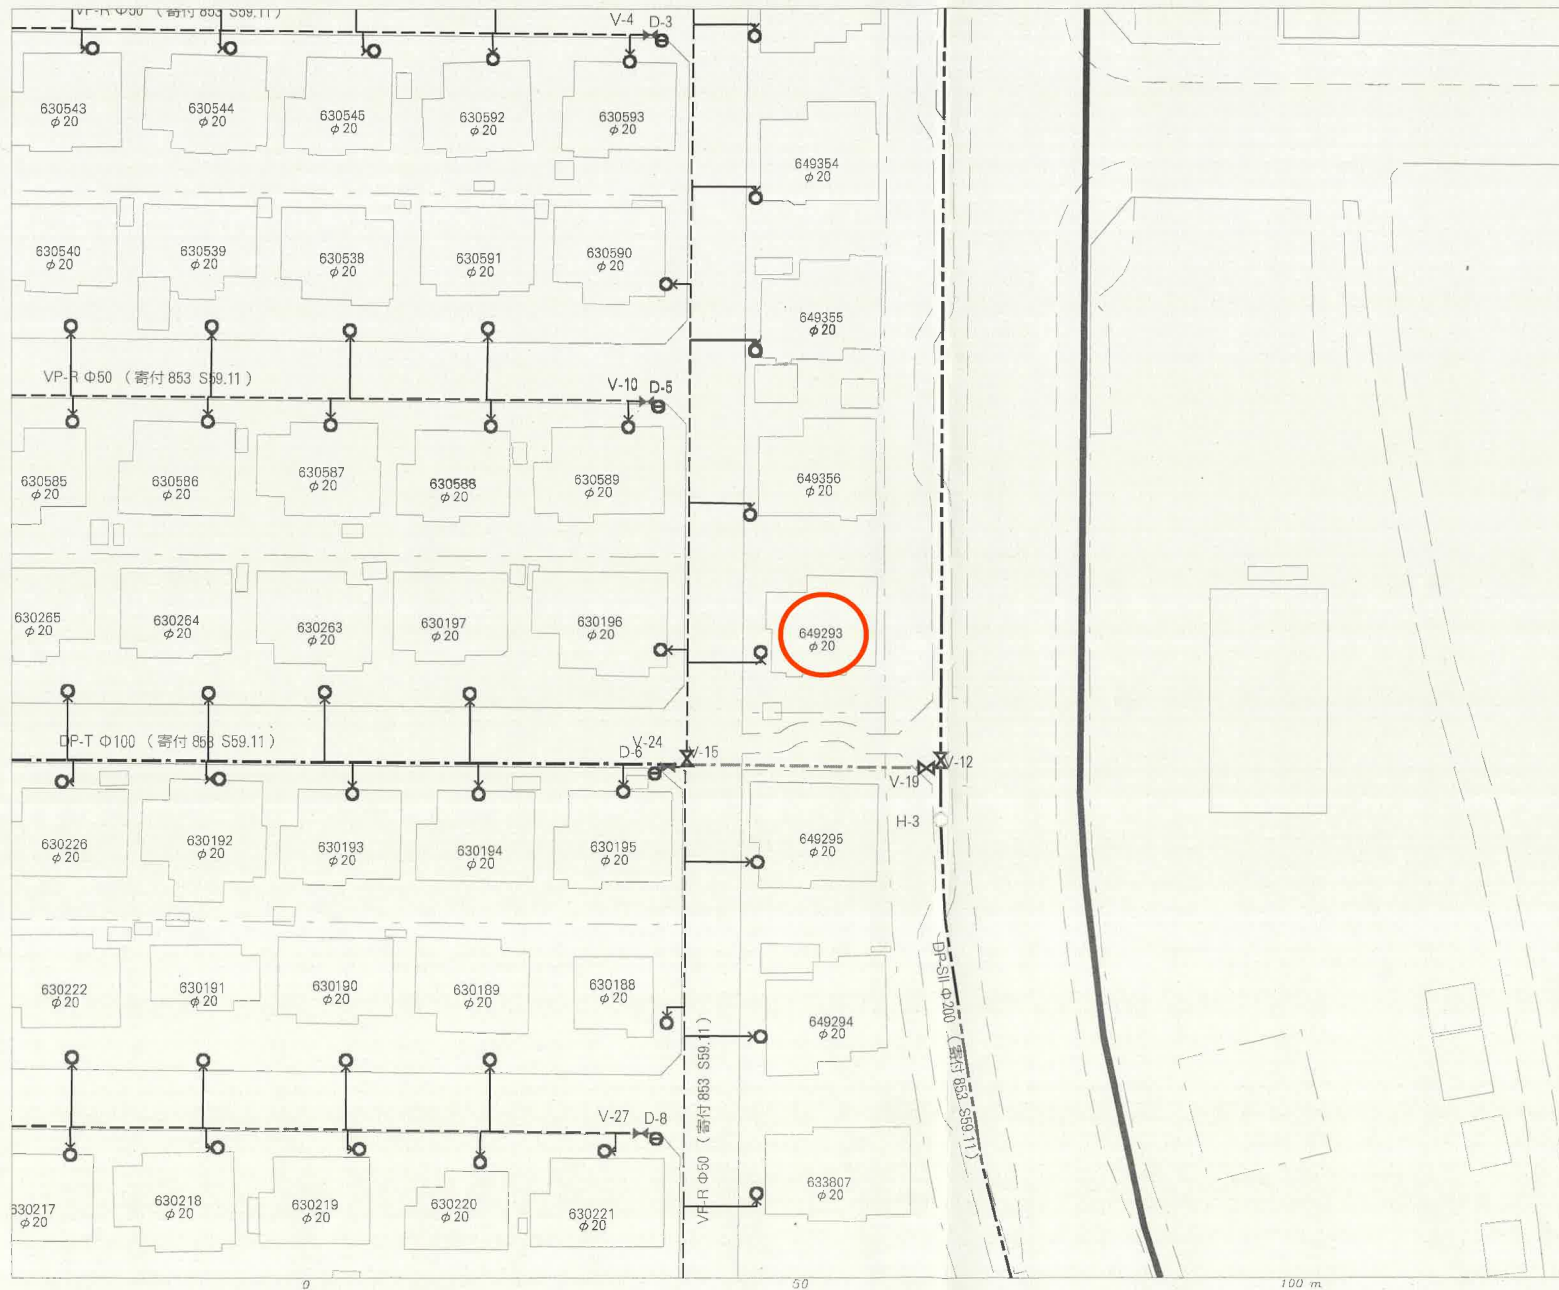 VP-R Φ50 (寄付 853 S59.11)
V-4 D-3
630543
φ20
630544
φ20
630545
φ20
630592
φ20
630593
φ20
649354
φ20
630540
φ20
630539
φ20
630538
φ20
630591
φ20
630590
φ20
649355
φ20
VP-R Φ50 (寄付 853 S59.11)
V-10 D-5
630585
φ20
630586
φ20
630587
φ20
630588
φ20
630589
φ20
649356
φ20
630265
φ20
630264
φ20
630263
φ20
630197
φ20
630196
φ20
649293
φ20
DP-T Φ100 (寄付 853 S59.11)
V-24
D-6
V-15
V-12
V-19
H-3
630226
φ20
630192
φ20
630193
φ20
630194
φ20
630195
φ20
649295
φ20
DP-SII Φ200 (寄付 853 S59.11)
630222
φ20
630191
φ20
630190
φ20
630189
φ20
630188
φ20
649294
φ20
VP-R Φ50 (寄付 853 S59.11)
V-27 D-8
630217
φ20
630218
φ20
630219
φ20
630220
φ20
630221
φ20
633807
φ20
0 50 100 m